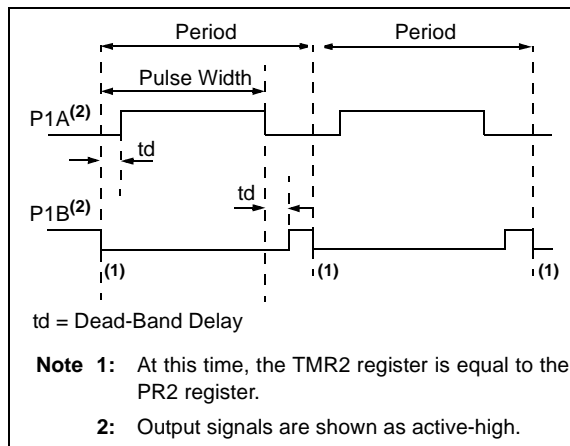 Period Period
Pulse Width
P1A(2)
td
td
P1B(2)
(1) (1) (1)
td = Dead-Band Delay
Note 1: At this time, the TMR2 register is equal to the
PR2 register.
2: Output signals are shown as active-high.